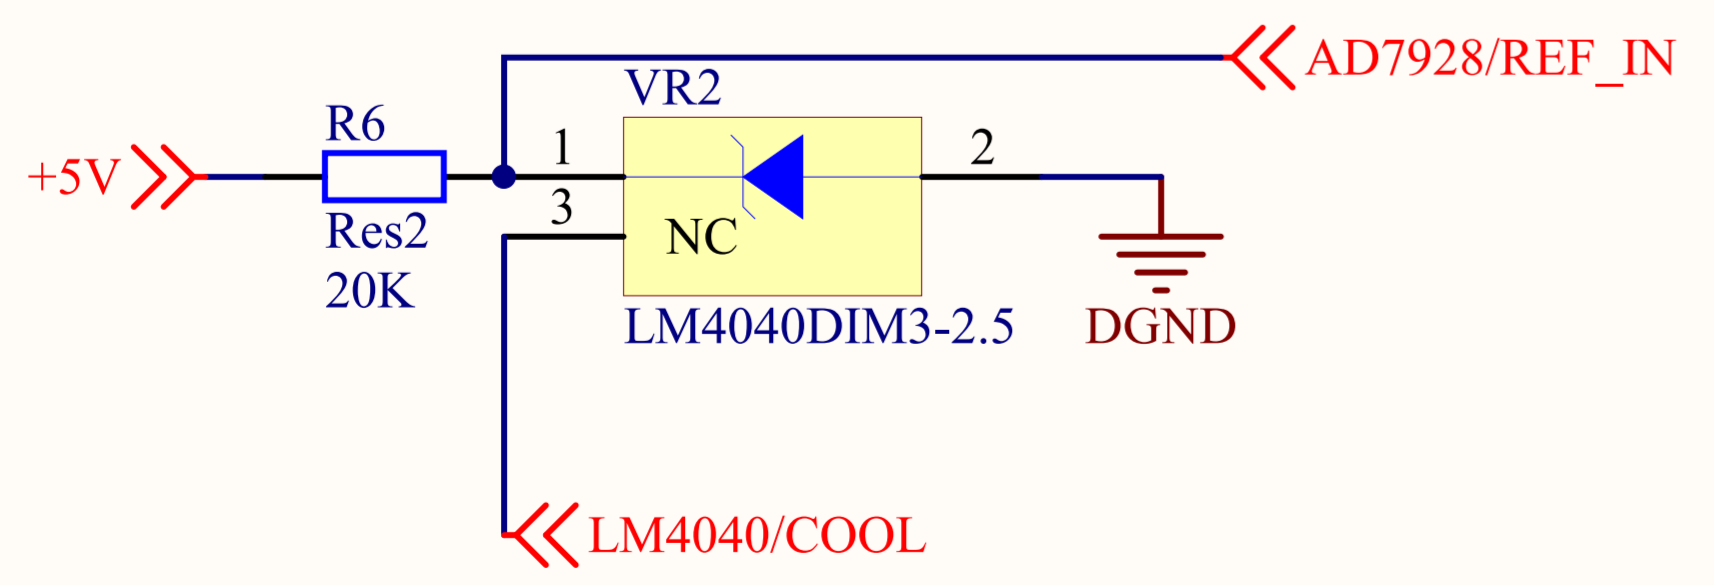 AD7928/REF_IN
VR2
R6
+5V
1
2
3
NC
Res2
20K
LM4040DIM3-2.5
DGND
LM4040/COOL